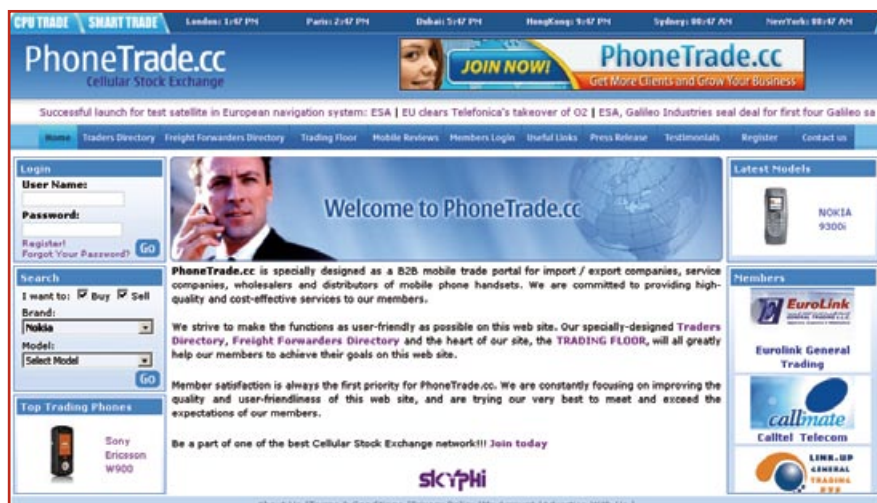 CPU TRADE SMART TRADE London: 1:47 PM Paris: 2:47 PM Dubai: 5:47 PM HongKong: 9:47 PM Sydney: 00:47 AM NewYork: 08:47 AM
PhoneTrade.cc
Cellular Stock Exchange
JOIN NOW!
PhoneTrade.cc
Get More Clients and Grow Your Business
Successful launch for test satellite in European navigation system: ESA | EU clears Telefonica's takeover of O2 | ESA, Galileo Industries seal deal for first four Galileo sa
Home Traders Directory Freight Forwarders Directory Trading Floor Mobile Reviews Members Login Useful Links Press Release Testimonials Register Contact us
Login
User Name:
Password:
Register!
Forgot Your Password? Go
Search
I want to: Buy Sell
Brand:
Nokia
Model:
Select Model
Go
Top Trading Phones
Sony
Ericsson
W900
Welcome to PhoneTrade.cc
PhoneTrade.cc is specially designed as a B2B mobile trade portal for import / export companies, service
companies, wholesalers and distributors of mobile phone handsets. We are committed to providing high-
quality and cost-effective services to our members.
We strive to make the functions as user-friendly as possible on this web site. Our specially-designed Traders
Directory, Freight Forwarders Directory and the heart of our site, the TRADING FLOOR, will all greatly
help our members to achieve their goals on this web site.
Member satisfaction is always the first priority for PhoneTrade.cc. We are constantly focusing on improving the
quality and user-friendliness of this web site, and are trying our very best to meet and exceed the
expectations of our members.
Be a part of one of the best Cellular Stock Exchange network!!! Join today
skyphi
Latest Models
NOKIA
9300i
Members
EuroLink
GENERAL TRADING L.L.C.
Eurolink General
Trading
callmate
Calltel Telecom
LINK-UP
GENERAL
TRADING